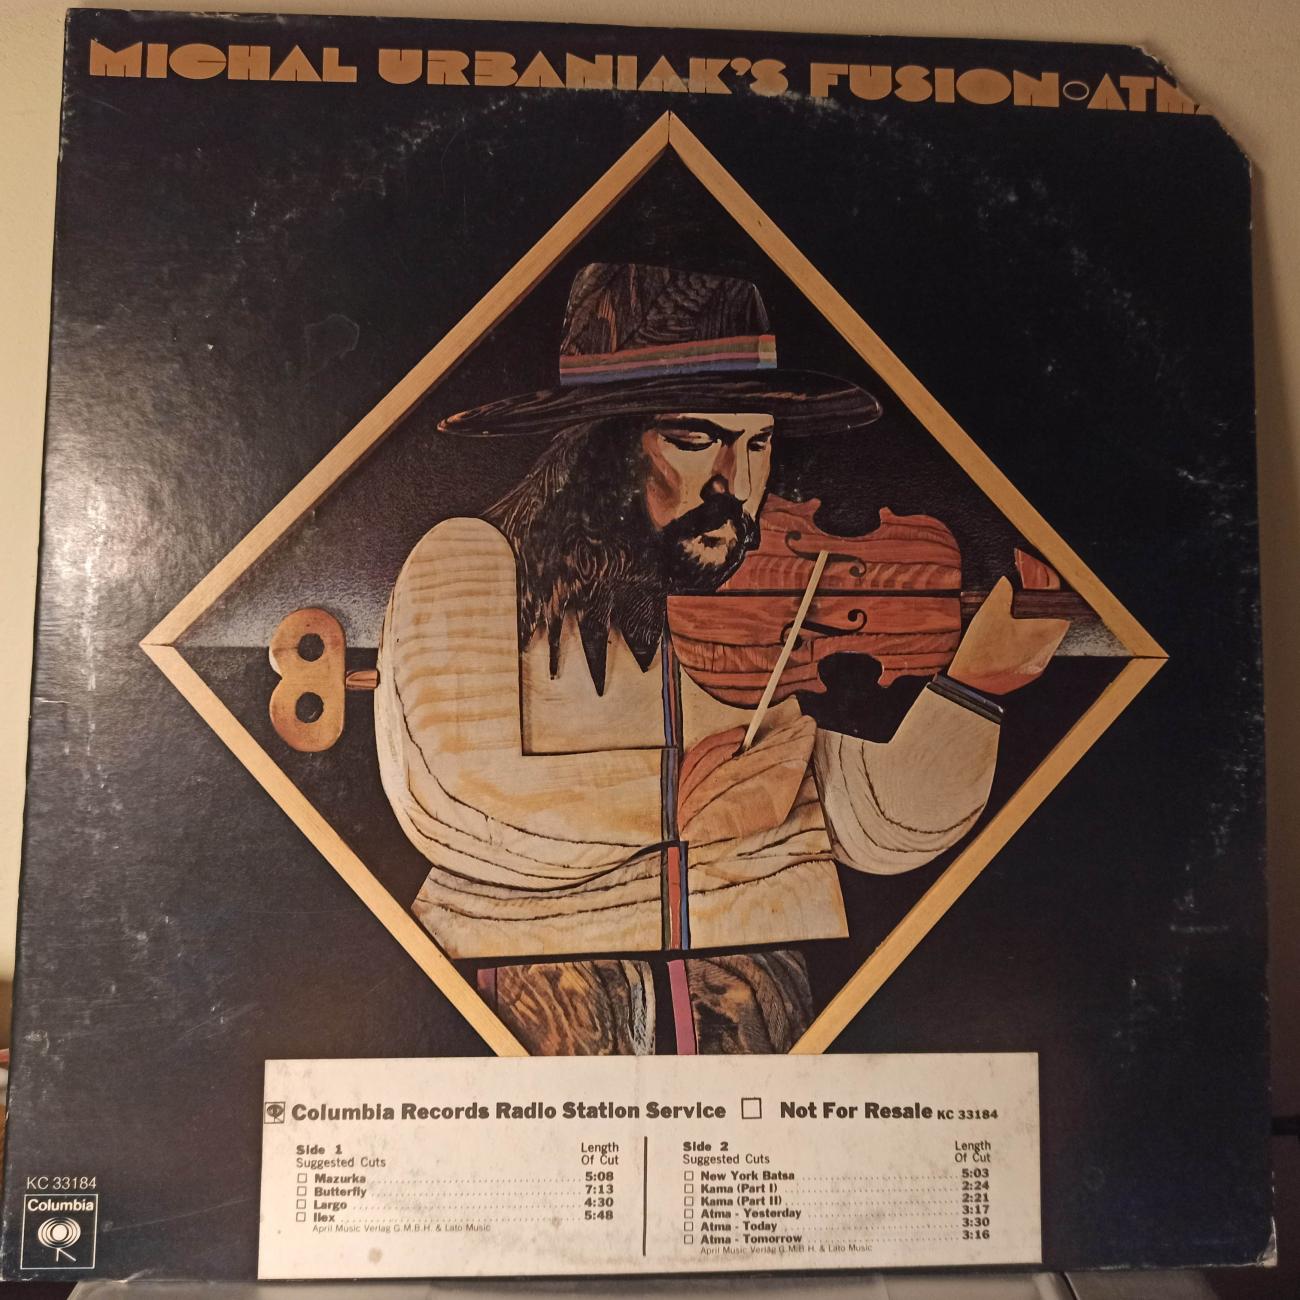 MICHAL URBANIAK'S FUSION ATM
Columbia Records Radio Station Service □ Not For Resale KC 33184
Side 1 Length
Suggested Cuts Of Cut
□ Mazurka 5:08
□ Butterfly 7:13
□ Largo 4:30
□ Ilex 5:48
April Music Verlag G.M.B.H. & Lato Music
Side 2 Length
Suggested Cuts Of Cut
□ New York Batsa 5:03
□ Kama (Part I) 2:24
□ Kama (Part II) 2:21
□ Atma - Yesterday 3:17
□ Atma - Today 3:30
□ Atma - Tomorrow 3:16
April Music Verlag G.M.B.H. & Lato Music
KC 33184
Columbia